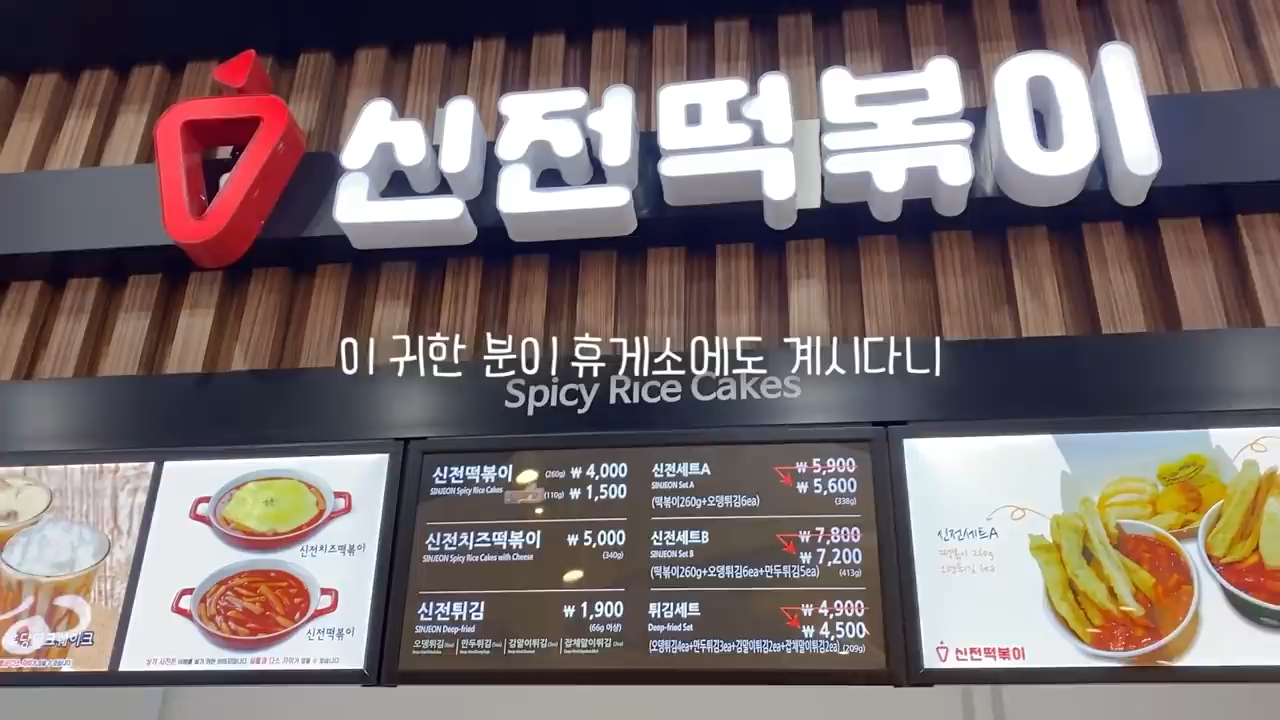 신전떡볶이
이 귀한 분이 휴게소에도 계시다니
Spicy Rice Cakes
신전치즈떡볶이
신전떡볶이
신전떡볶이 (260g) ₩ 4,000
SINJEON Spicy Rice Cakes (110g) ₩ 1,500
신전치즈떡볶이 ₩ 5,000
SINJEON Spicy Rice Cakes with Cheese (340g)
신전튀김 ₩ 1,900
SINJEON Deep-fried (66g 이상)
오뎅튀김 | 만두튀김 | 김말이튀김 | 잡채말이튀김
신전세트A ₩ 5,900
SINJEON Set A ₩ 5,600
(떡볶이260g+오뎅튀김6ea) (338g)
신전세트B ₩ 7,800
SINJEON Set B ₩ 7,200
(떡볶이260g+오뎅튀김6ea+만두튀김5ea) (413g)
튀김세트 ₩ 4,900
Deep-fried Set ₩ 4,500
(오뎅튀김4ea+만두튀김3ea+김말이튀김2ea+잡채말이튀김2ea) (209g)
신전세트A
떡볶이 260g
신전떡볶이